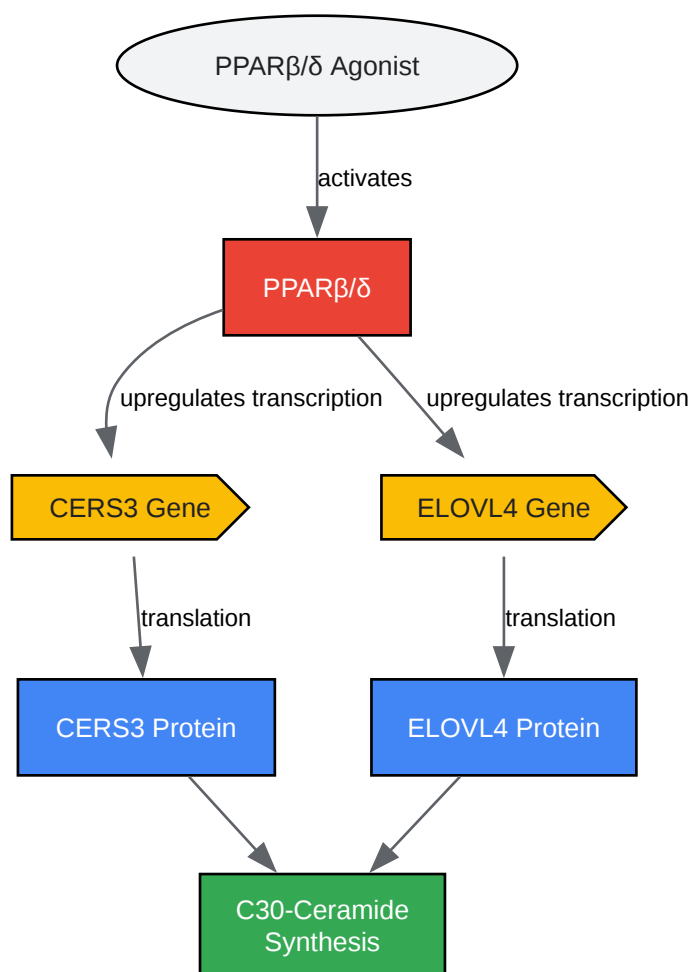 PPARβ/δ Agonist
activates
PPARβ/δ
upregulates transcription
upregulates transcription
CERS3 Gene
ELOVL4 Gene
translation
translation
CERS3 Protein
ELOVL4 Protein
C30-Ceramide
Synthesis